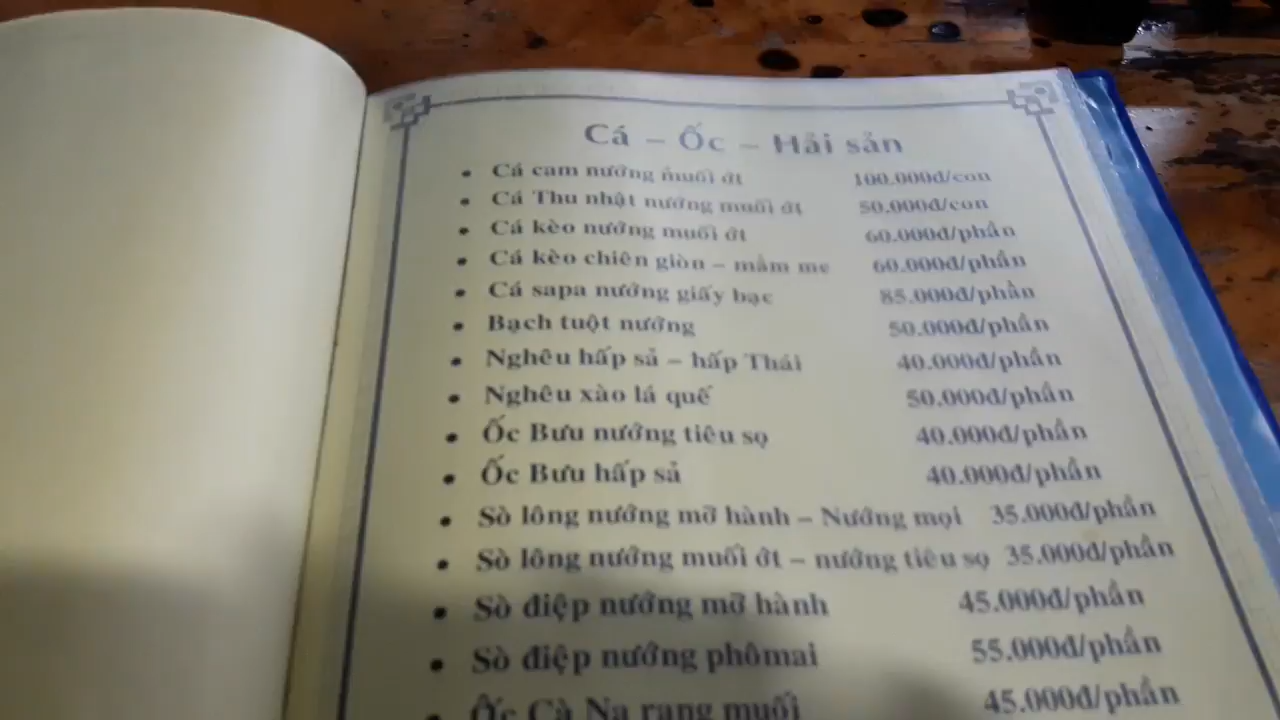 Cá – Ốc – Hải sản
• Cá cam nướng muối ớt 100.000đ/con
• Cá Thu nhật nướng muối ớt 50.000đ/con
• Cá kèo nướng muối ớt 60.000đ/phần
• Cá kèo chiên giòn – mắm me 60.000đ/phần
• Cá sapa nướng giấy bạc 85.000đ/phần
• Bạch tuột nướng 50.000đ/phần
• Nghêu hấp sả – hấp Thái 40.000đ/phần
• Nghêu xào lá quế 50.000đ/phần
• Ốc Bưu nướng tiêu sọ 40.000đ/phần
• Ốc Bưu hấp sả 40.000đ/phần
• Sò lông nướng mỡ hành – Nướng mọi 35.000đ/phần
• Sò lông nướng muối ớt – nướng tiêu sọ 35.000đ/phần
• Sò điệp nướng mỡ hành 45.000đ/phần
• Sò điệp nướng phômai 55.000đ/phần
• Ốc Cà Na rang muối 45.000đ/phần